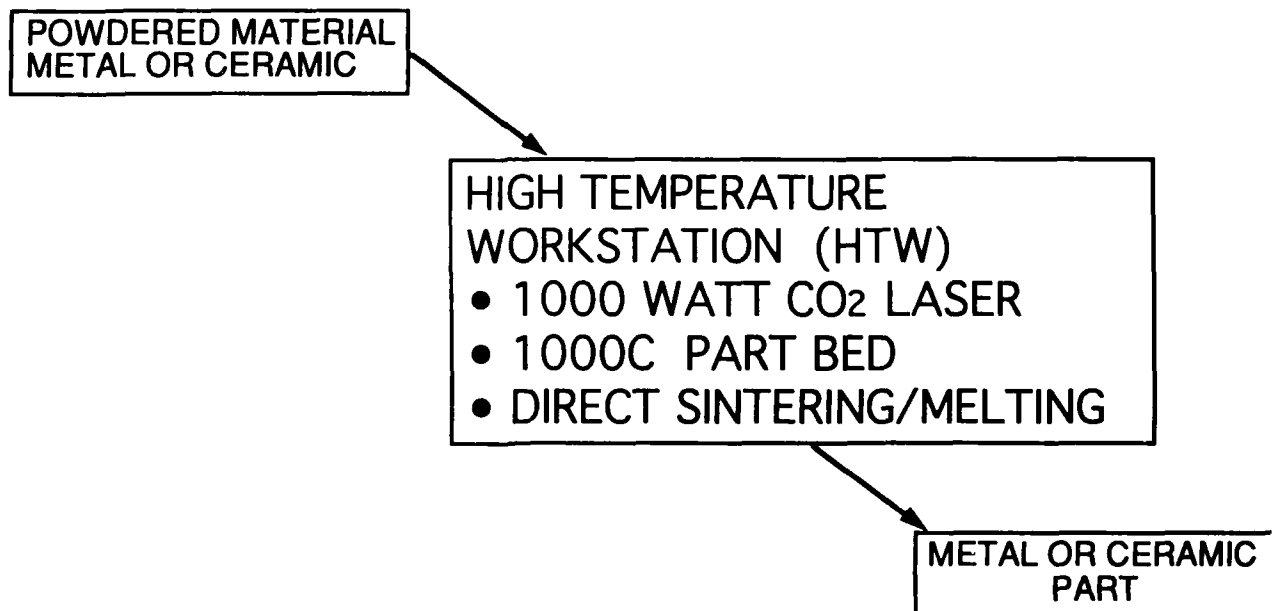 POWDERED MATERIAL
METAL OR CERAMIC
HIGH TEMPERATURE
WORKSTATION (HTW)
● 1000 WATT CO2 LASER
● 1000C PART BED
● DIRECT SINTERING/MELTING
METAL OR CERAMIC
PART